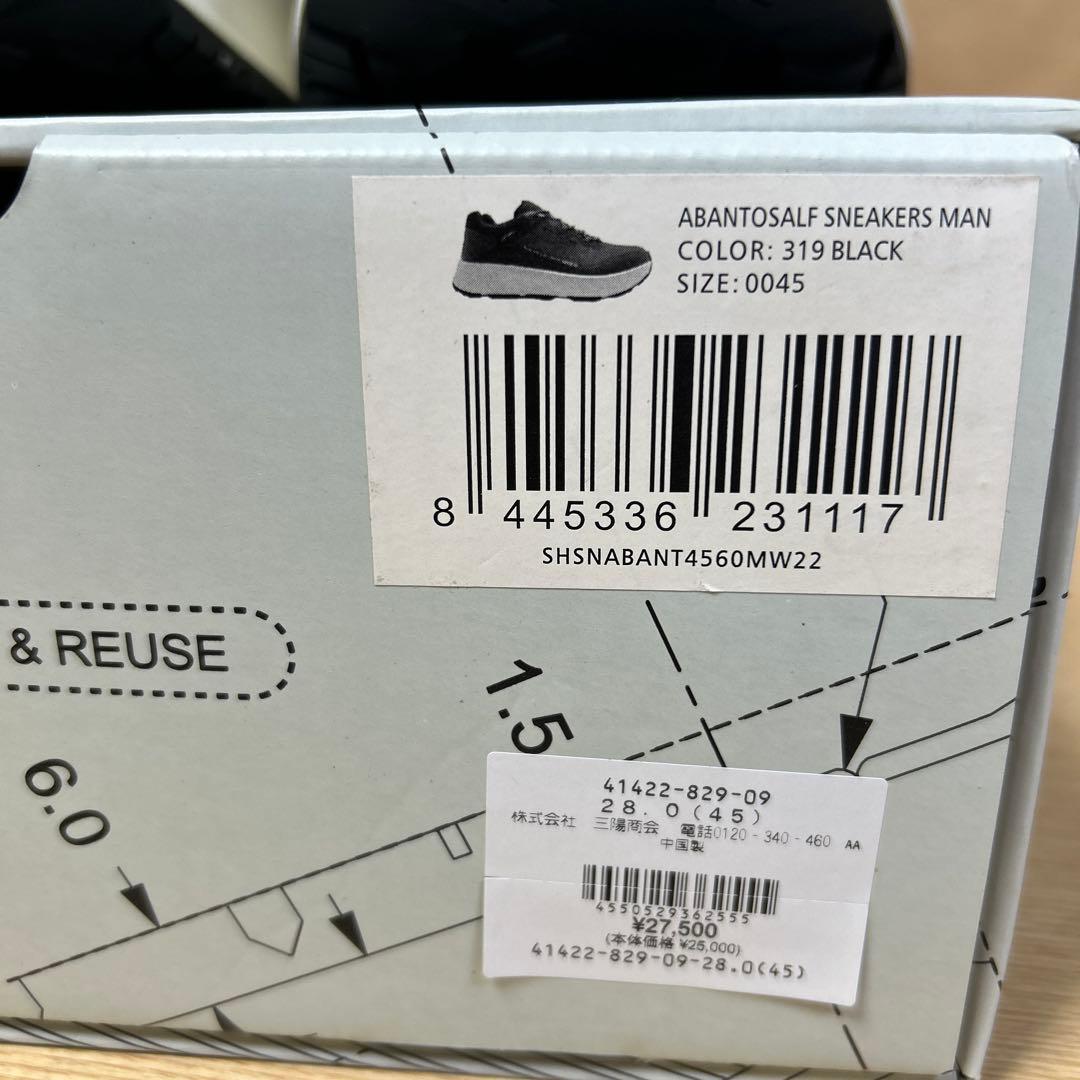 ABANTOSALF SNEAKERS MAN
COLOR: 319 BLACK
SIZE: 0045
8 445336 231117
SHSNABANT4560MW22
& REUSE
1.5
6.0
41422-829-09
28.0(45)
株式会社 三陽商会 電話0120-340-460 AA
中国製
4550529362555
¥27,500
(本体価格 ¥25,000)
41422-829-09-28.0(45)